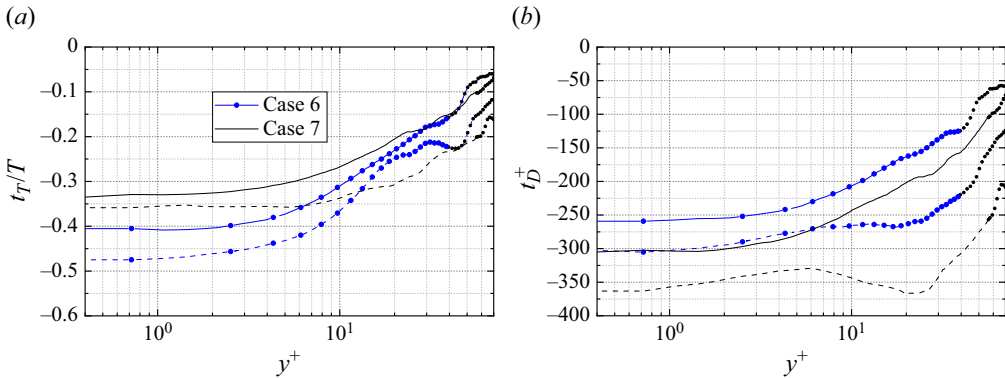 (a)
(b)
0
–0.1
–0.2
–0.3
–0.4
–0.5
–0.6
t_T/T
Case 6
Case 7
10^0
10^1
y^+
0
–50
–100
–150
–200
–250
–300
–350
–400
t_D^+
10^0
10^1
y^+